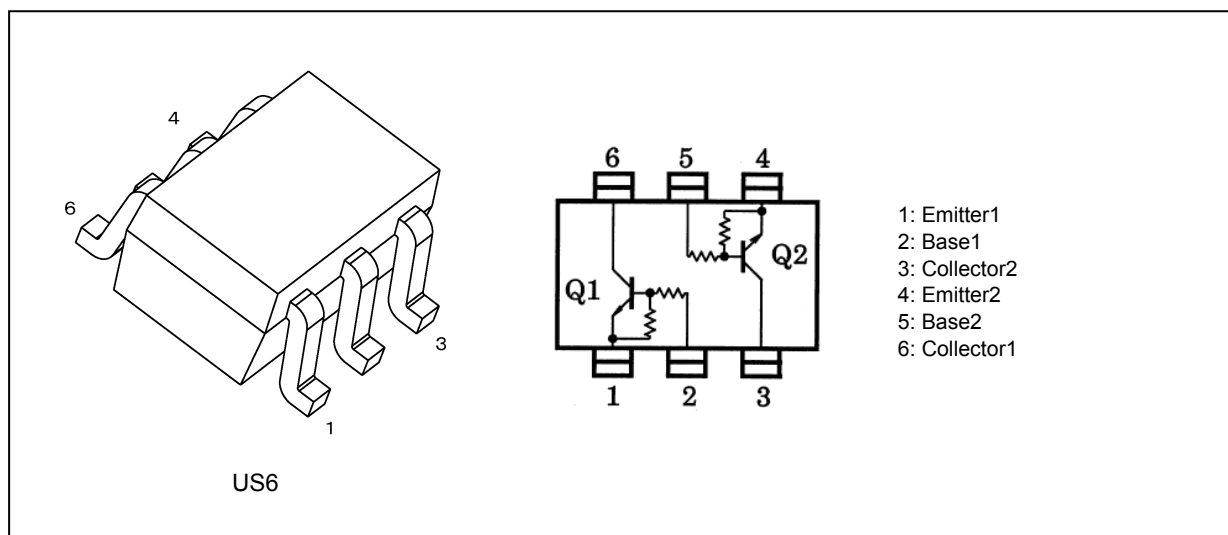 4
6
3
1
US6
6 5 4
Q1
Q2
1 2 3
1: Emitter1
2: Base1
3: Collector2
4: Emitter2
5: Base2
6: Collector1